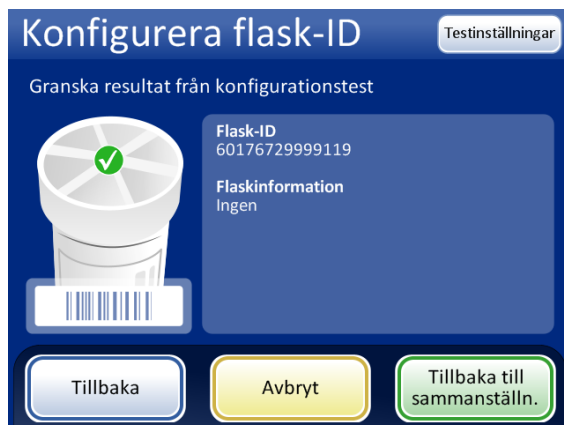 Konfigurera flask-ID
Testinställningar
Granska resultat från konfigurationstest
Flask-ID
60176729999119
Flaskinformation
Ingen
Tillbaka
Avbryt
Tillbaka till
sammanställn.